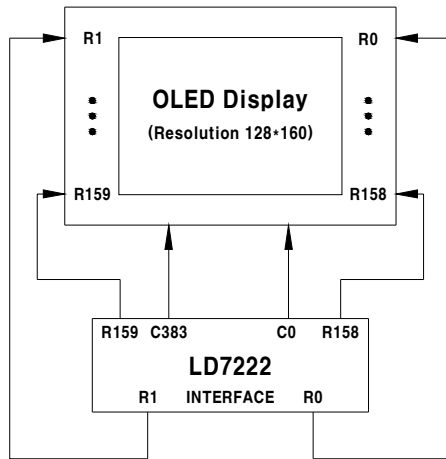 R1 R0
OLED Display
(Resolution 128*160)
R159 R158
R159 C383 C0 R158
LD7222
R1 INTERFACE R0